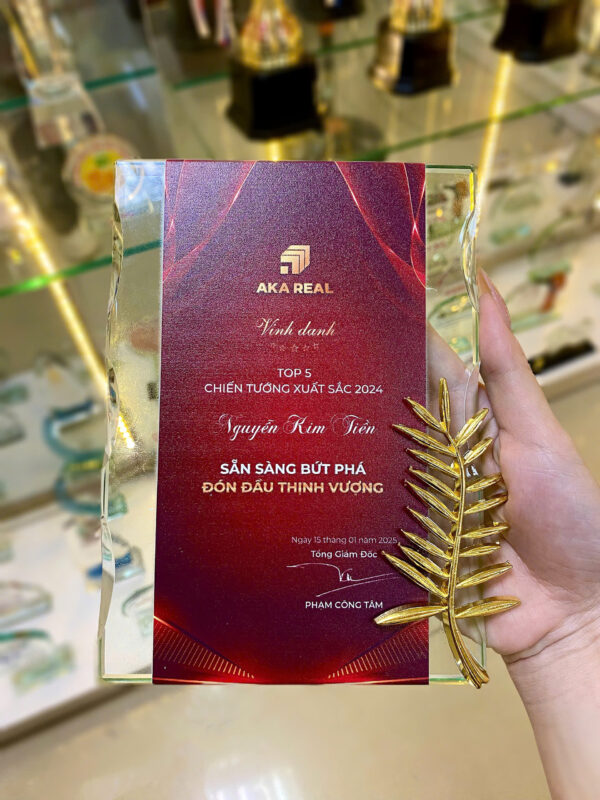 AKA REAL
Vinh danh
TOP 5
CHIẾN TƯỚNG XUẤT SẮC 2024
Nguyễn Kim Tiền
SẴN SÀNG BỨT PHÁ
ĐÓN ĐẦU THỊNH VƯỢNG
Ngày 15 tháng 01 năm 2025
Tổng Giám Đốc
PHẠM CÔNG TÂM